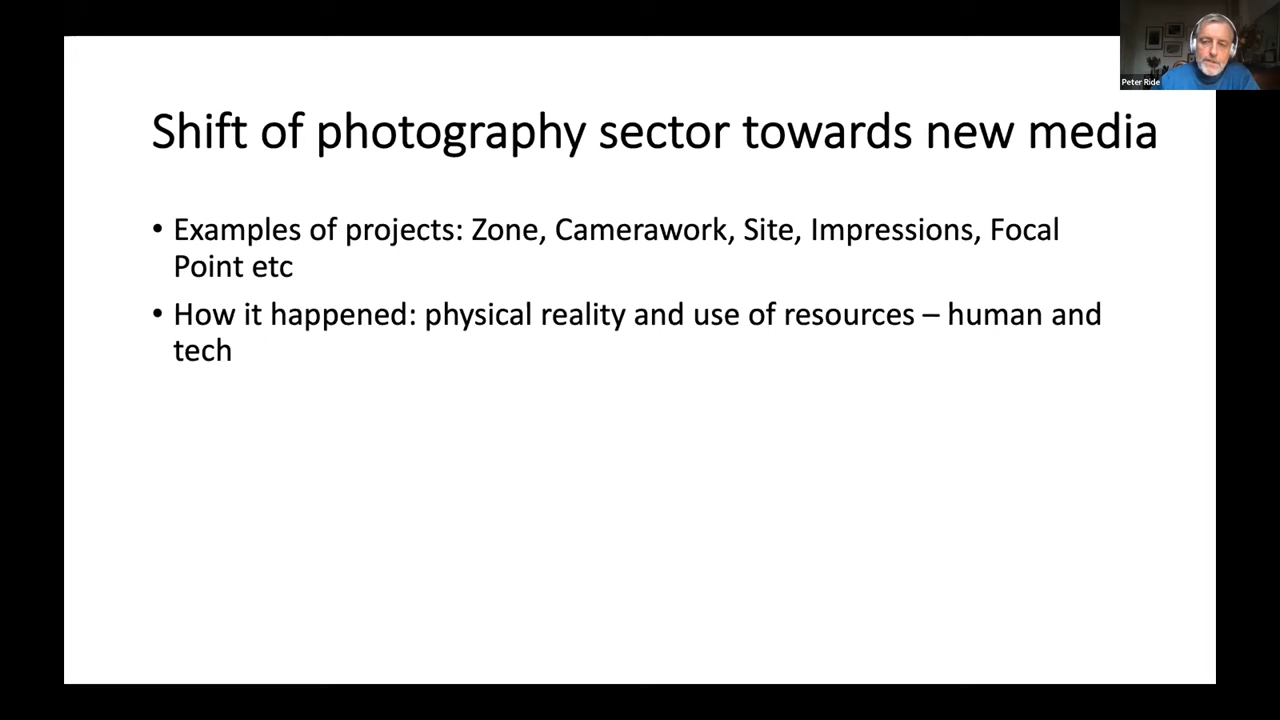 Peter Ride
Shift of photography sector towards new media
• Examples of projects: Zone, Camerawork, Site, Impressions, Focal
Point etc
• How it happened: physical reality and use of resources – human and
tech